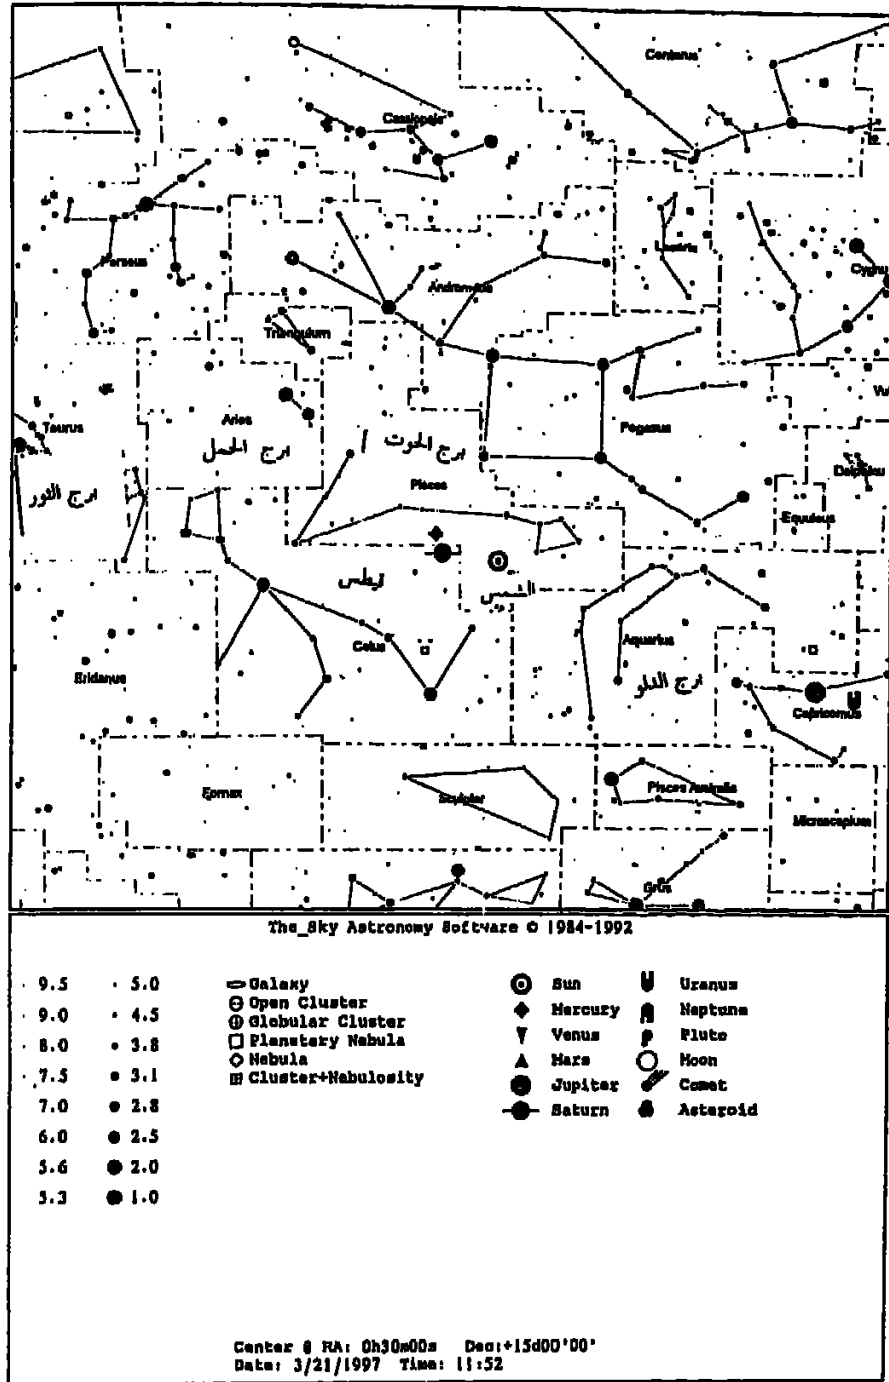 Centarus
Cassiopeia
Lacerta
Perseus
Cygnus
Andromeda
Triangulum
Vu
Taurus
Aries
Pegasus
برج الحمل
برج الحوت
Delphinu
برج الثور
Pisces
Equuleus
قيطس
الشمس
Cetus
Aquarius
Eridanus
برج الدلو
Capricornus
Fornax
Sculptor
Pisces Austrialis
Microscopium
Grus
The_Sky Astronomy Software © 1984-1992
9.5 5.0 Galaxy Sun Uranus
Open Cluster
9.0 4.5 Globular Cluster Mercury Neptune
8.0 3.8 Planetary Nebula Venus Pluto
Nebula Mars Moon
7.5 3.1 Cluster+Nebulosity Jupiter Comet
7.0 2.8 Saturn Asteroid
6.0 2.5
5.6 2.0
5.3 1.0
Center @ RA: 0h30m00s Dec:+15d00'00"
Date: 3/21/1997 Time: 11:52